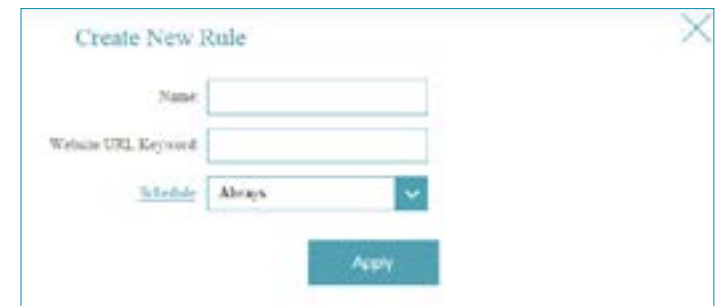 Create New Rule
Name
Website URL Keyword
Schedule Always
Apply